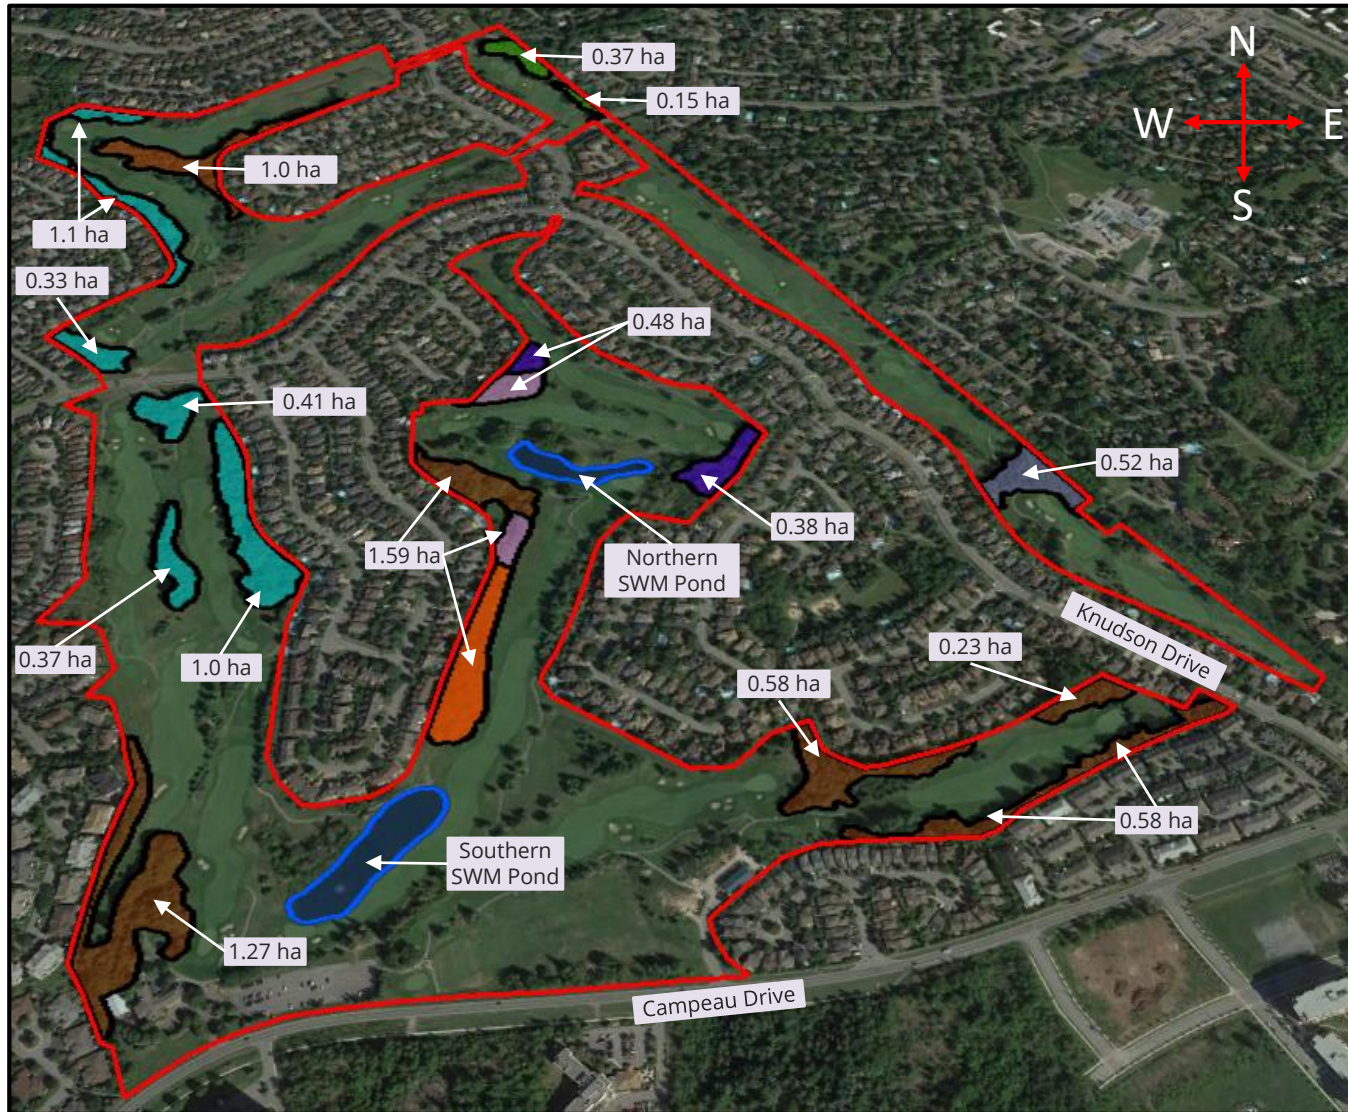 N
0.37 ha
0.15 ha
W
E
1.0 ha
S
1.1 ha
0.33 ha
0.48 ha
0.41 ha
0.52 ha
0.38 ha
1.59 ha
Northern
SWM Pond
0.37 ha
1.0 ha
Knudson Drive
0.23 ha
0.58 ha
0.58 ha
Southern
SWM Pond
1.27 ha
Campeau Drive